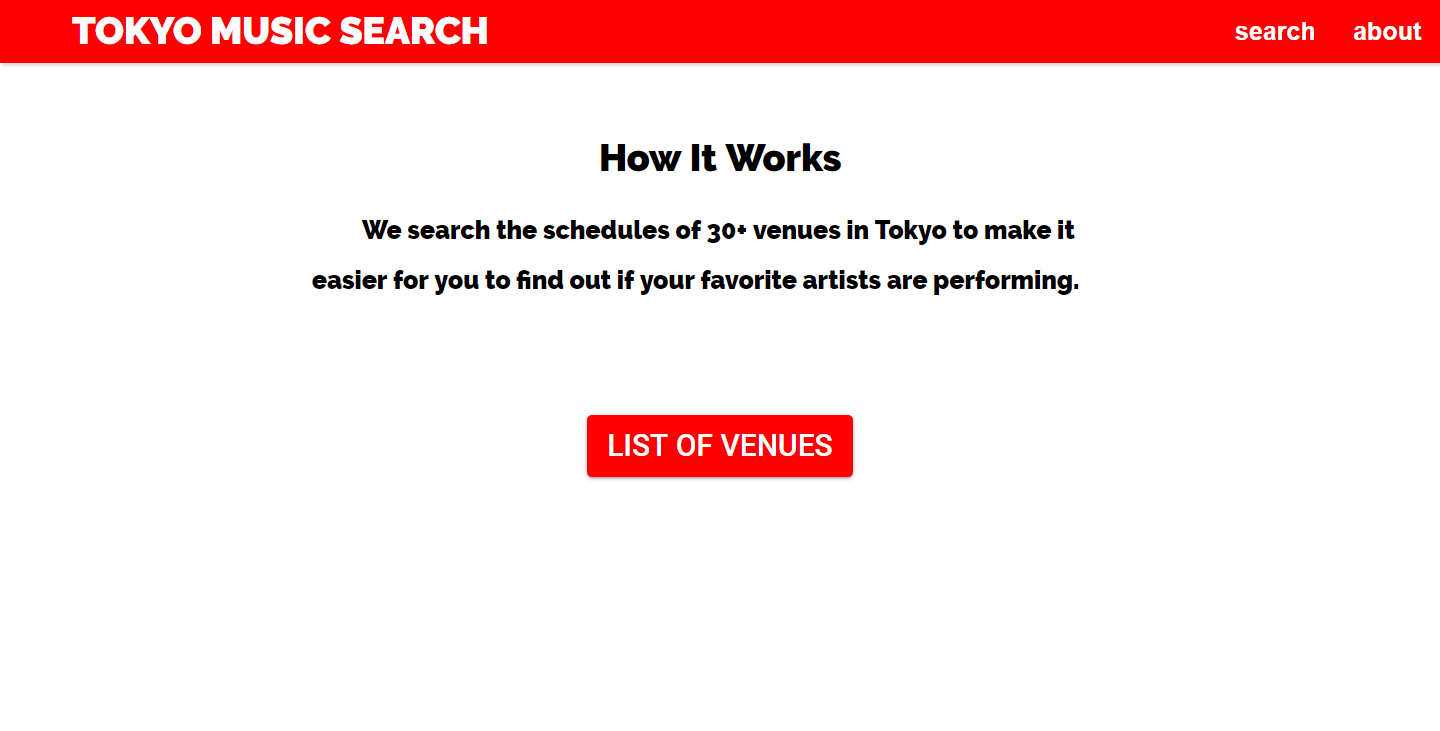 TOKYO MUSIC SEARCH
search
about
How It Works
We search the schedules of 30+ venues in Tokyo to make it
easier for you to find out if your favorite artists are performing.
LIST OF VENUES